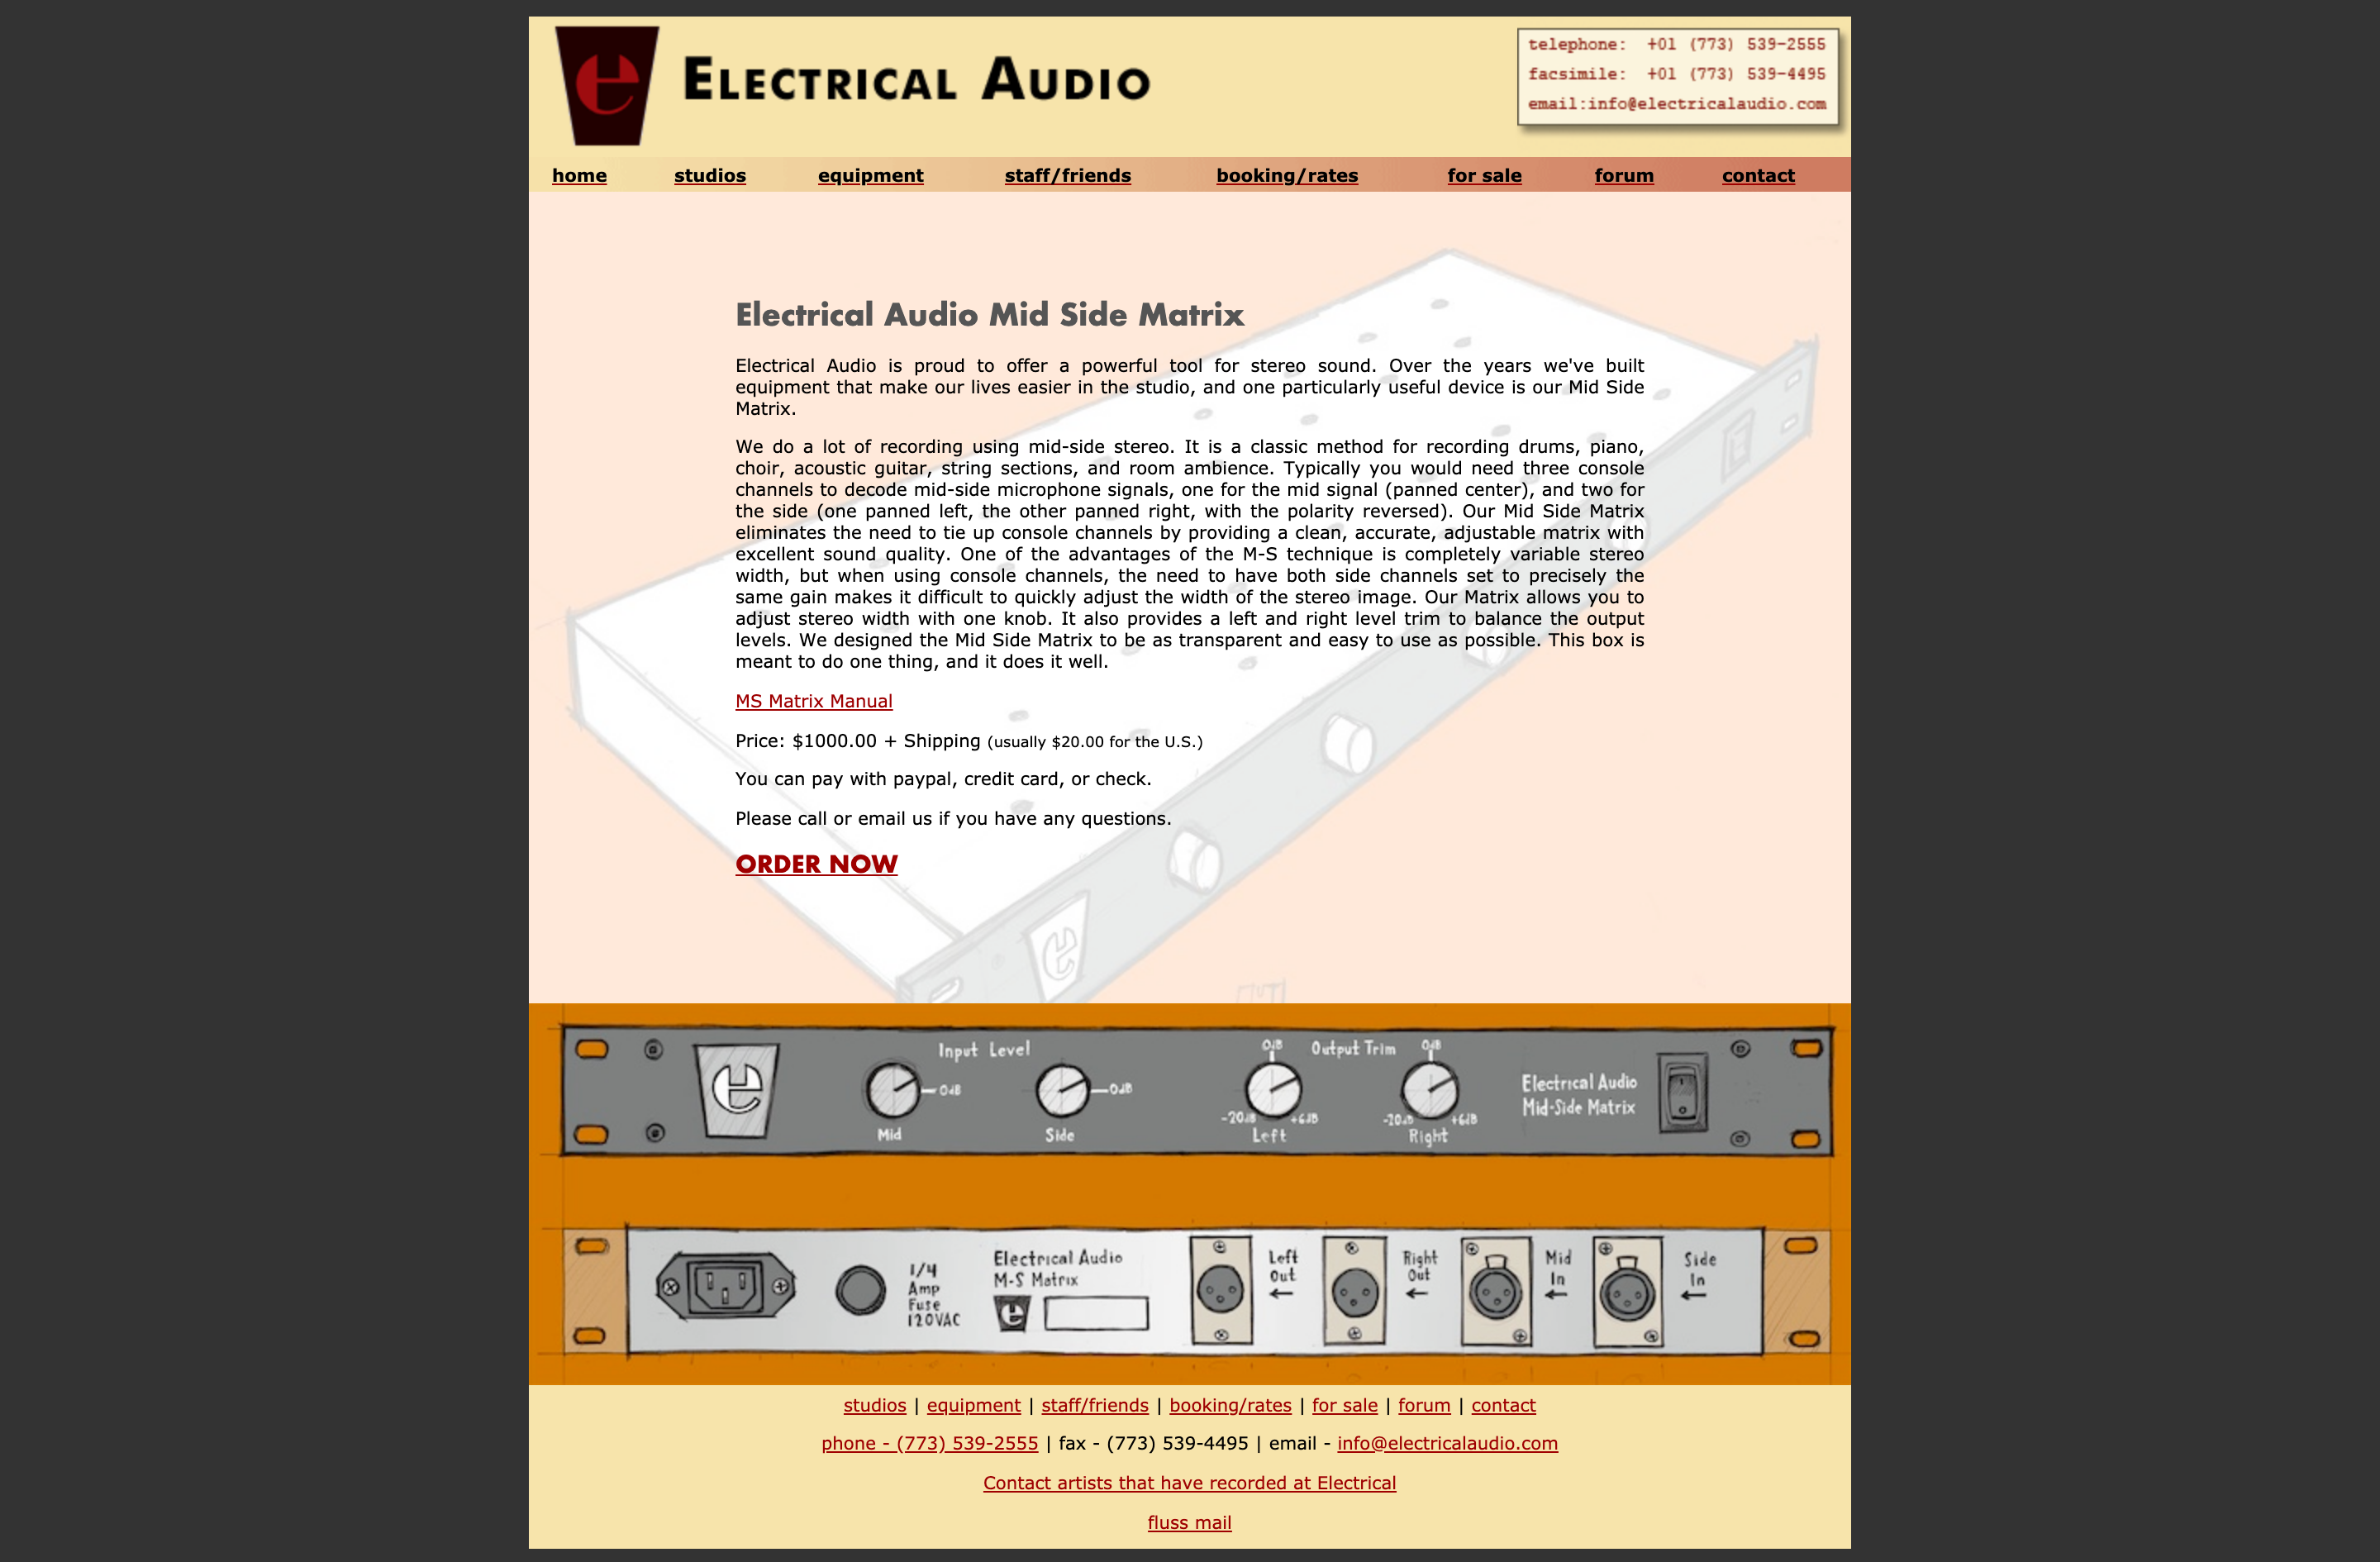 e ELECTRICAL AUDIO
telephone: +01 (773) 539-2555
facsimile: +01 (773) 539-4495
email:info@electricalaudio.com
home studios equipment staff/friends booking/rates for sale forum contact
Electrical Audio Mid Side Matrix
Electrical Audio is proud to offer a powerful tool for stereo sound. Over the years we've built
equipment that make our lives easier in the studio, and one particularly useful device is our Mid Side
Matrix.
We do a lot of recording using mid-side stereo. It is a classic method for recording drums, piano,
choir, acoustic guitar, string sections, and room ambience. Typically you would need three console
channels to decode mid-side microphone signals, one for the mid signal (panned center), and two for
the side (one panned left, the other panned right, with the polarity reversed). Our Mid Side Matrix
eliminates the need to tie up console channels by providing a clean, accurate, adjustable matrix with
excellent sound quality. One of the advantages of the M-S technique is completely variable stereo
width, but when using console channels, the need to have both side channels set to precisely the
same gain makes it difficult to quickly adjust the width of the stereo image. Our Matrix allows you to
adjust stereo width with one knob. It also provides a left and right level trim to balance the output
levels. We designed the Mid Side Matrix to be as transparent and easy to use as possible. This box is
meant to do one thing, and it does it well.
MS Matrix Manual
Price: $1000.00 + Shipping (usually $20.00 for the U.S.)
You can pay with paypal, credit card, or check.
Please call or email us if you have any questions.
ORDER NOW
e
e
Input Level
0dB
0dB
Mid
Side
Output Trim
0dB
0dB
-20dB +6dB
-20dB +6dB
Left
Right
Electrical Audio
Mid-Side Matrix
1/4
Amp
Fuse
120VAC
Electrical Audio
M-S Matrix
e
Left
Out
←
Right
Out
←
Mid
In
←
Side
In
←
studios | equipment | staff/friends | booking/rates | for sale | forum | contact
phone - (773) 539-2555 | fax - (773) 539-4495 | email - info@electricalaudio.com
Contact artists that have recorded at Electrical
fluss mail